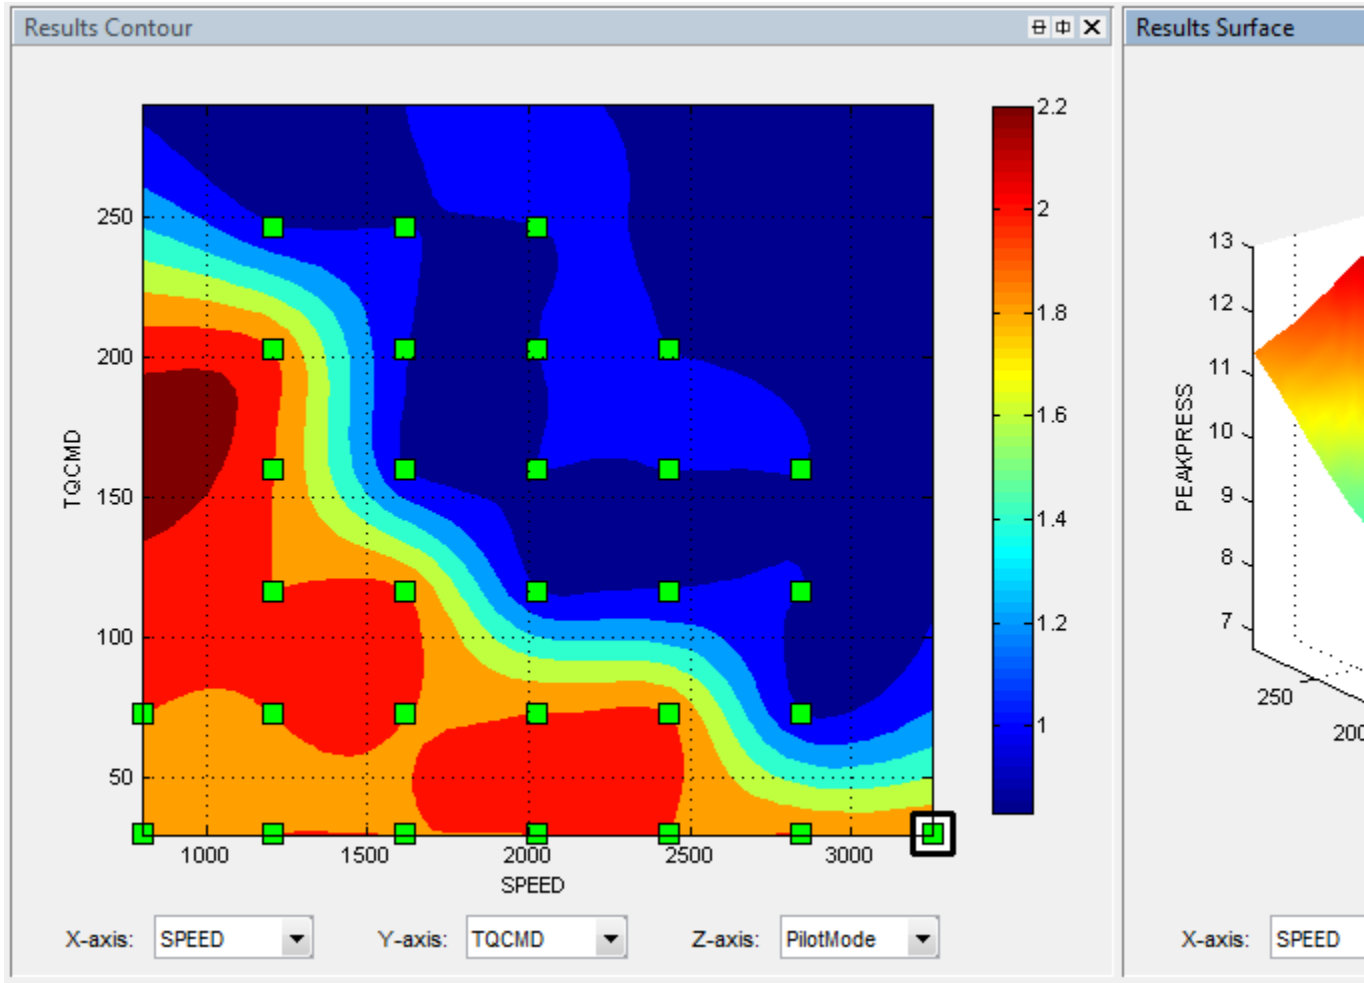 Results Contour
Results Surface
2.2
2
1.8
1.6
1.4
1.2
1
250
200
150
100
50
TQCMD
1000 1500 2000 2500 3000
SPEED
X-axis: SPEED Y-axis: TQCMD Z-axis: PilotMode
13
12
11
10
9
8
7
PEAKPRESS
250
200
X-axis: SPEED